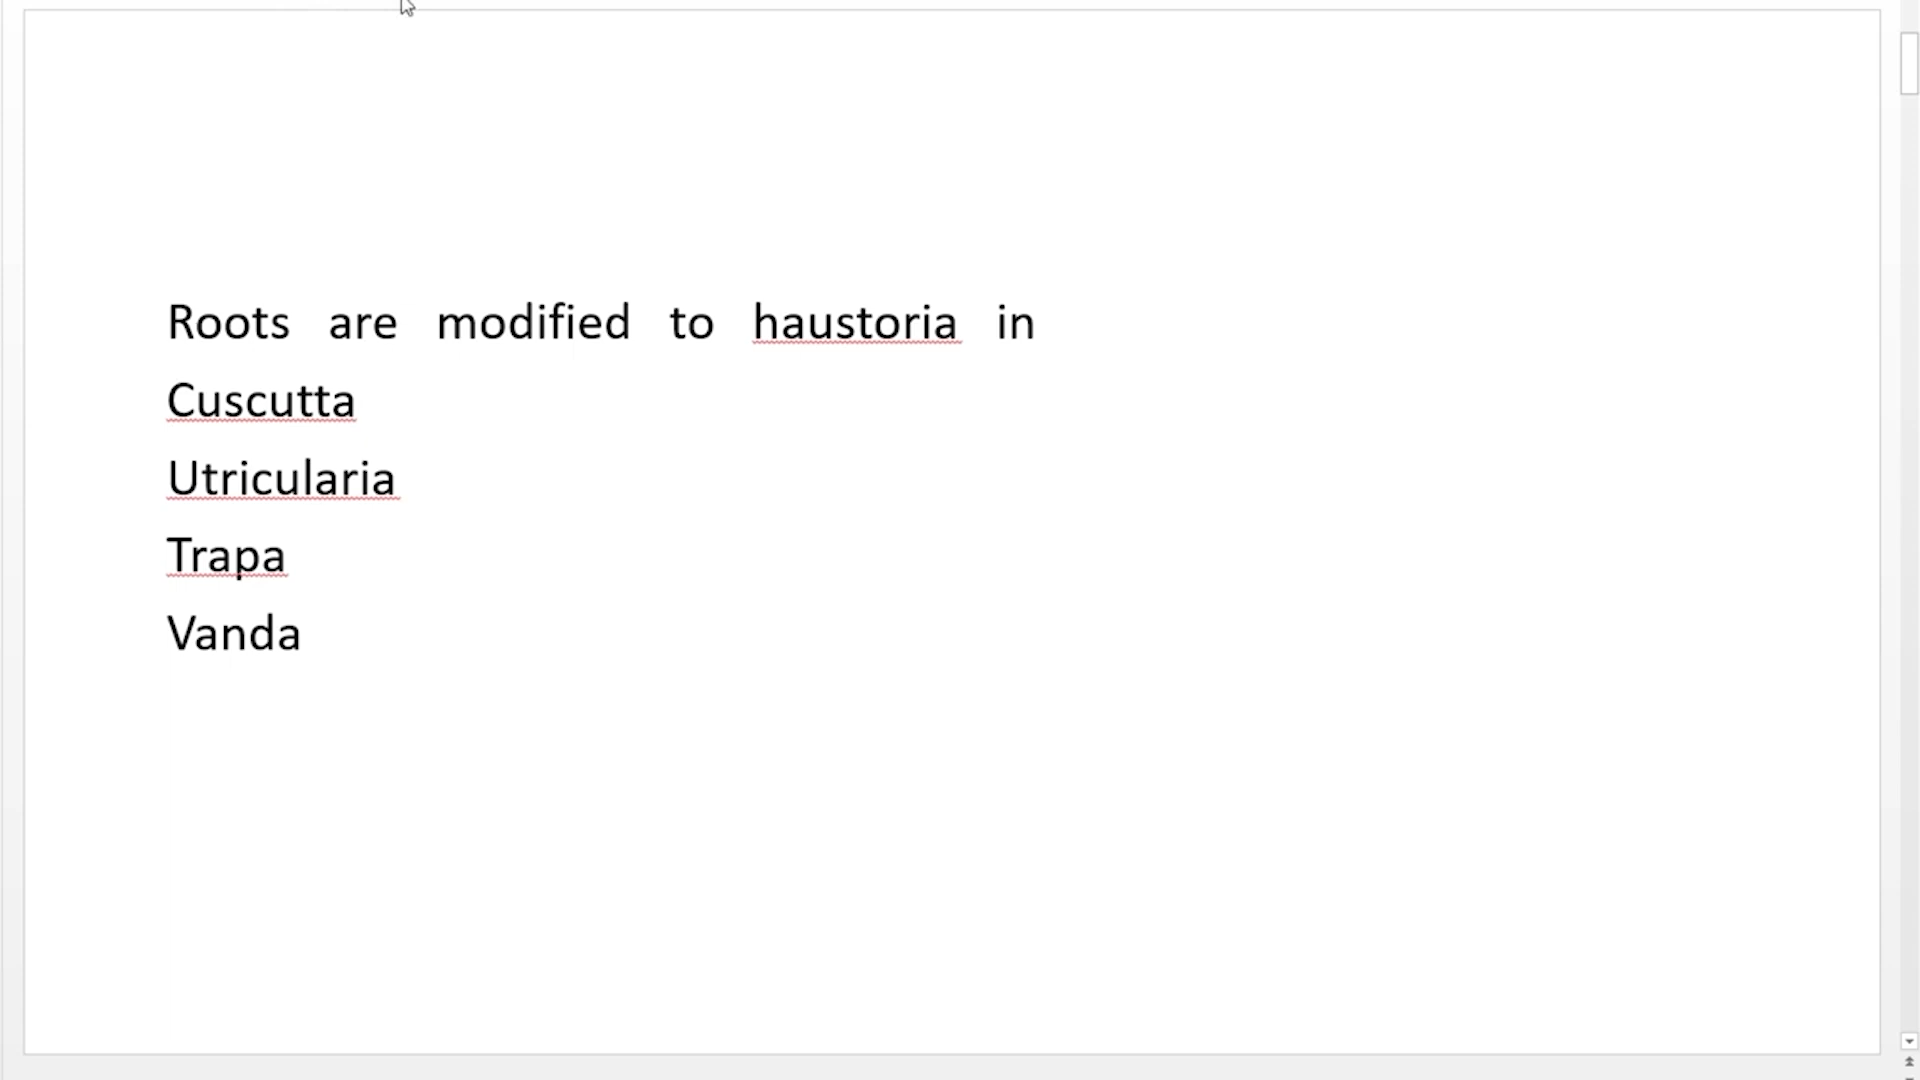 Roots are modified to haustoria in
Cuscutta
Utricularia
Trapa
Vanda